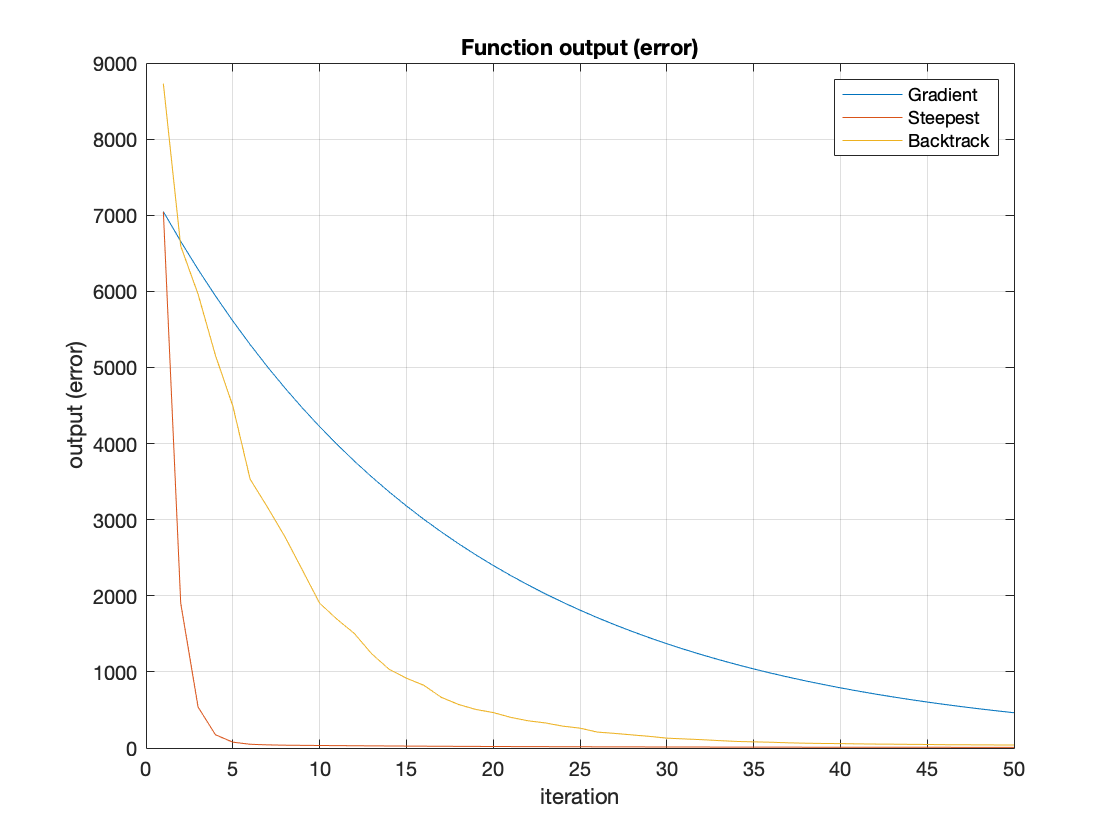 Function output (error)
9000
8000
7000
6000
5000
4000
3000
2000
1000
0
output (error)
Gradient
Steepest
Backtrack
0 5 10 15 20 25 30 35 40 45 50
iteration